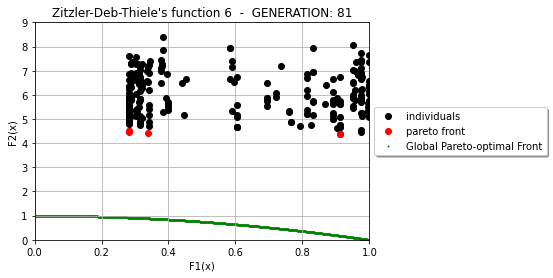 Zitzler-Deb-Thiele's function 6 - GENERATION: 81
9
8
7
6
5
4
3
2
1
0
F2(x)
0.0 0.2 0.4 0.6 0.8 1.0
F1(x)
individuals
pareto front
Global Pareto-optimal Front